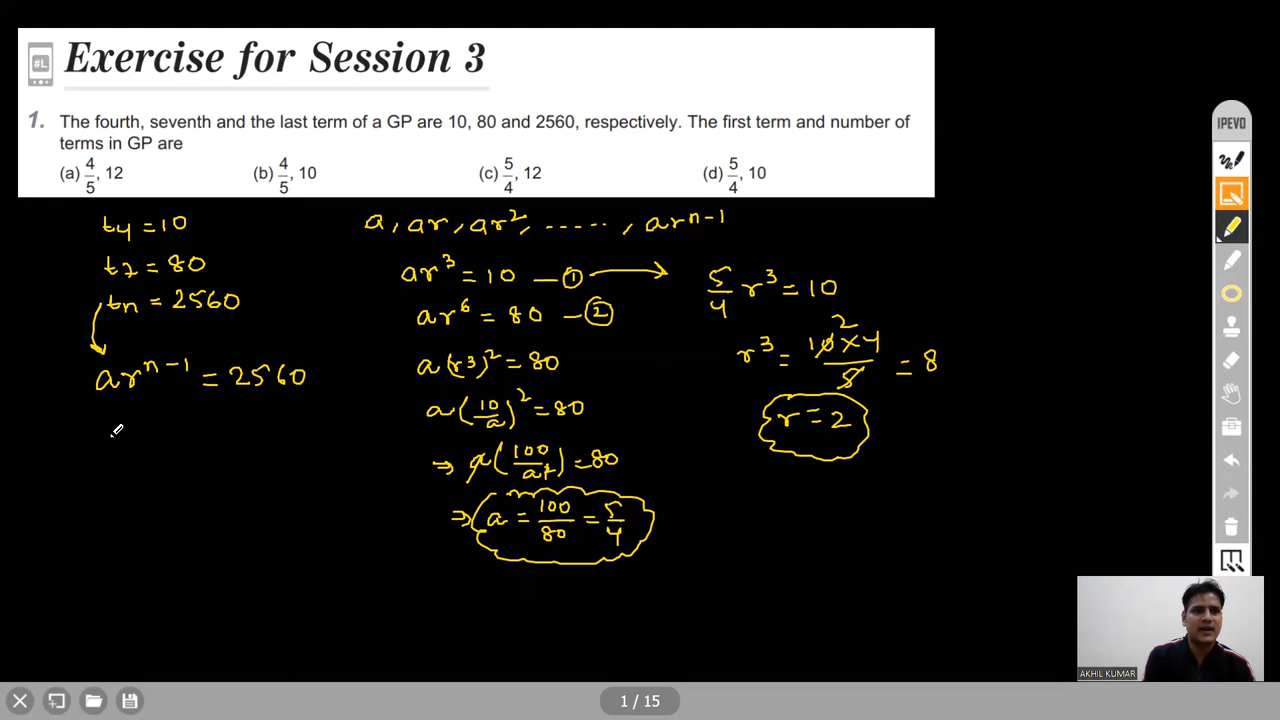 #L
Exercise for Session 3
1. The fourth, seventh and the last term of a GP are 10, 80 and 2560, respectively. The first term and number of
terms in GP are
(a) 4/5, 12 (b) 4/5, 10 (c) 5/4, 12 (d) 5/4, 10
t4 = 10
t7 = 80
tn = 2560
ar^n-1 = 2560
a, ar, ar², ....., ar^n-1
ar³ = 10 — ①
ar⁶ = 80 — ②
a(r³)² = 80
a(10/a)² = 80
⇒ a(100/a²) = 80
⇒ a = 100/80 = 5/4
5/4 r³ = 10
r³ = 10 2 × 4/5 = 8
r = 2
IPEVO
AKHIL KUMAR
1 / 15